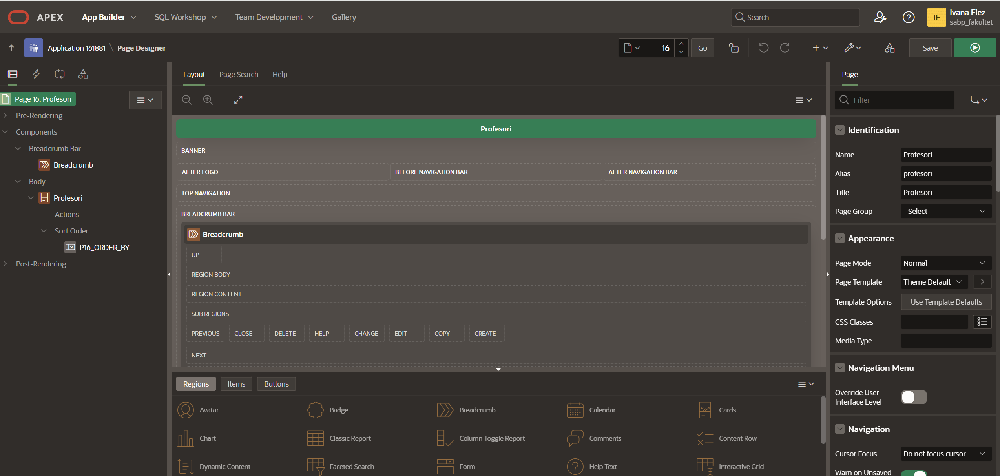 APEX App Builder SQL Workshop Team Development Gallery Search IE Ivana Elez
sabp_fakultet
Application 161881 \ Page Designer 16 Go Save
Layout Page Search Help
Page
Page 16: Profesori
Pre-Rendering
Components
Breadcrumb Bar
Breadcrumb
Body
Profesori
Actions
Sort Order
P16_ORDER_BY
Post-Rendering
Profesori
BANNER
AFTER LOGO BEFORE NAVIGATION BAR AFTER NAVIGATION BAR
TOP NAVIGATION
BREADCRUMB BAR
Breadcrumb
UP
REGION BODY
REGION CONTENT
SUB REGIONS
PREVIOUS CLOSE DELETE HELP CHANGE EDIT COPY CREATE
NEXT
Regions Items Buttons
Avatar Badge Breadcrumb Calendar Cards
Chart Classic Report Column Toggle Report Comments Content Row
Dynamic Content Faceted Search Form Help Text Interactive Grid
Filter
Identification
Name Profesori
Alias profesori
Title Profesori
Page Group - Select -
Appearance
Page Mode Normal
Page Template Theme Default
Template Options Use Template Defaults
CSS Classes
Media Type
Navigation Menu
Override User
Interface Level
Navigation
Cursor Focus Do not focus cursor
Warn on Unsaved